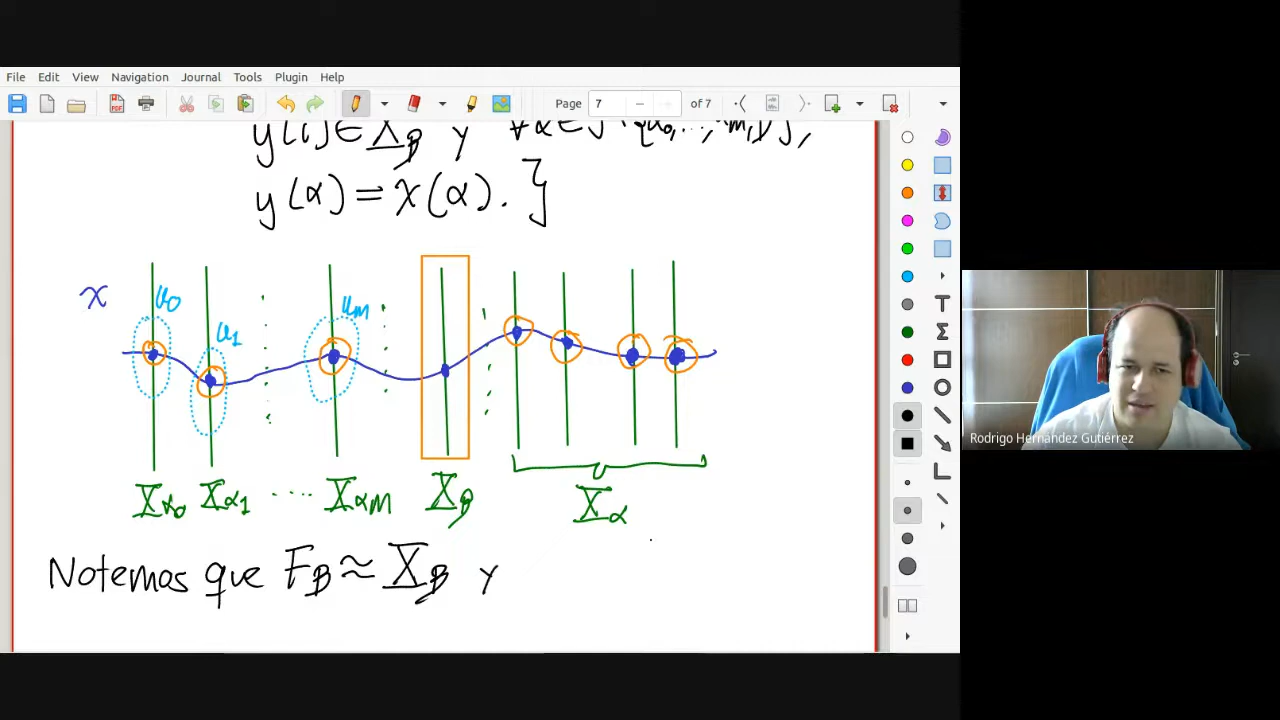 File Edit View Navigation Journal Tools Plugin Help
Page 7 of 7
y(α) = x(α). }
x
U0 U1 Um
Xα0 Xα1 .... Xαm Xβ Xα
Notemos que Fβ ≈ Xβ y
Rodrigo Hernández Gutiérrez